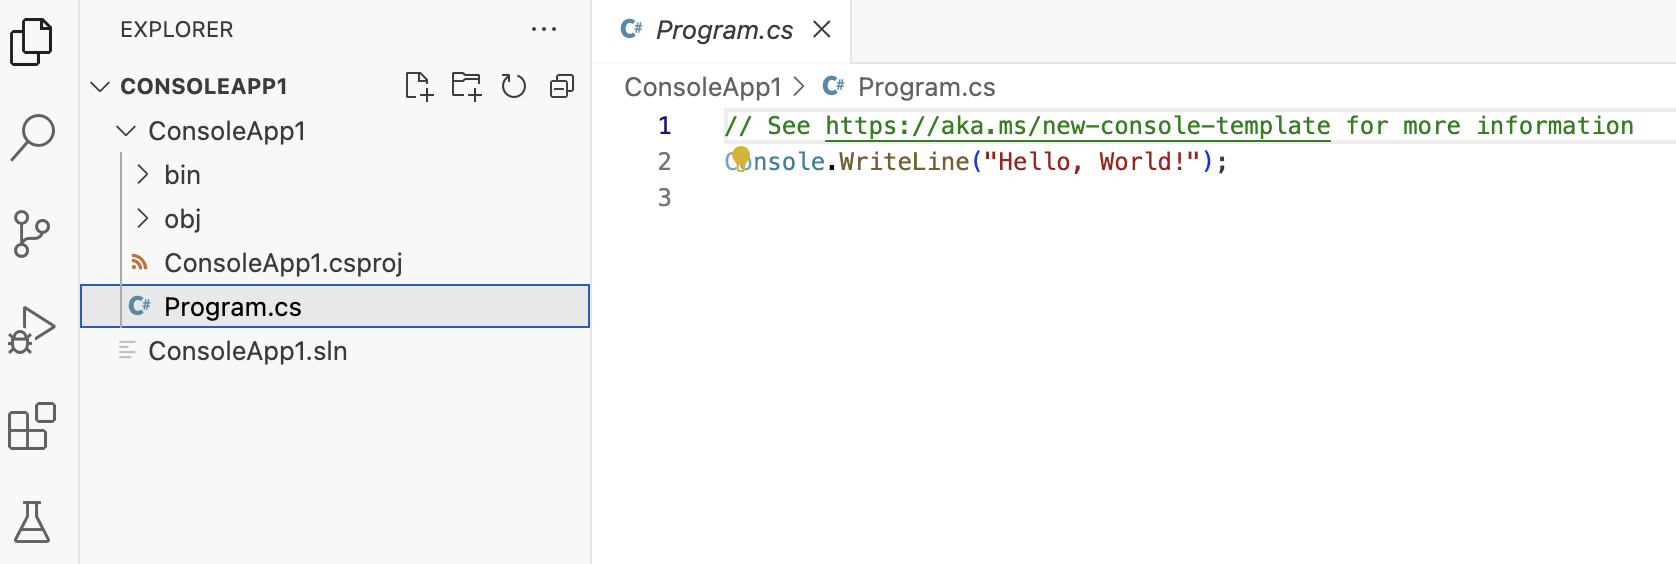 EXPLORER
CONSOLEAPP1
ConsoleApp1
bin
obj
ConsoleApp1.csproj
C# Program.cs
ConsoleApp1.sln
C# Program.cs
ConsoleApp1 > C# Program.cs
1 // See https://aka.ms/new-console-template for more information
2 Console.WriteLine("Hello, World!");
3